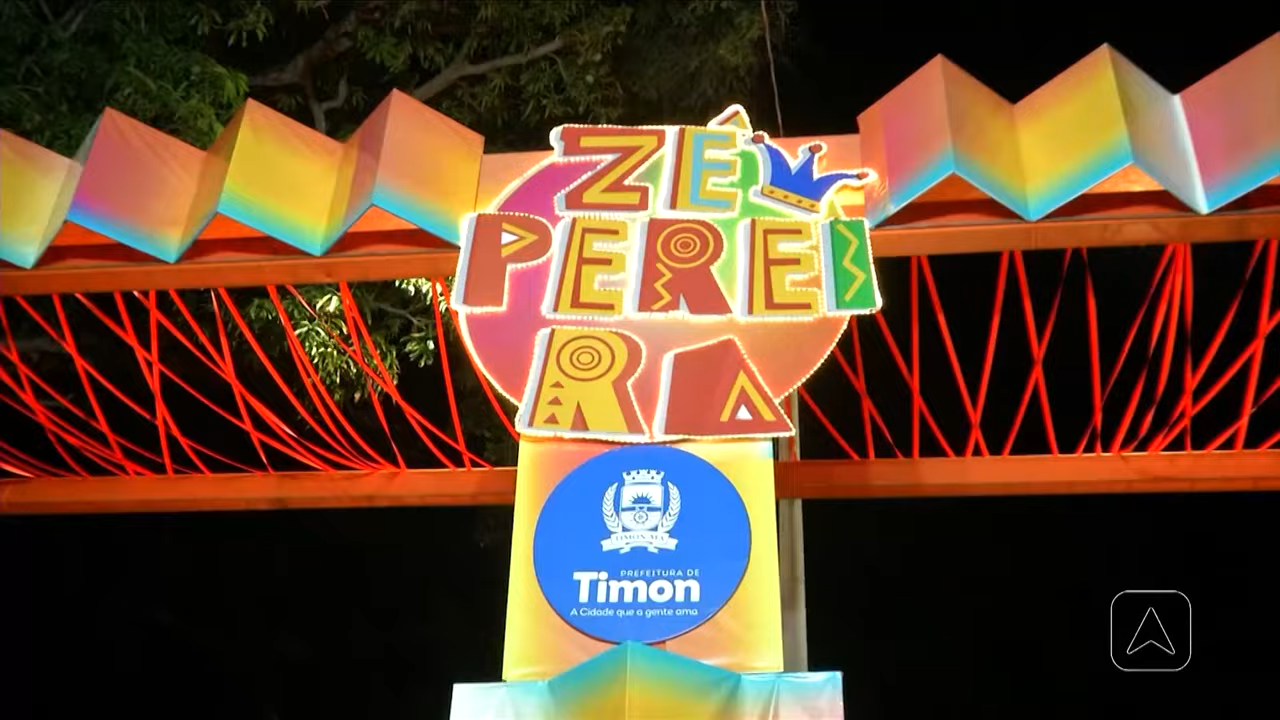 ZÉ
PEREI
RA
TIMON-MA
PREFEITURA DE
Timon
A Cidade que a gente ama